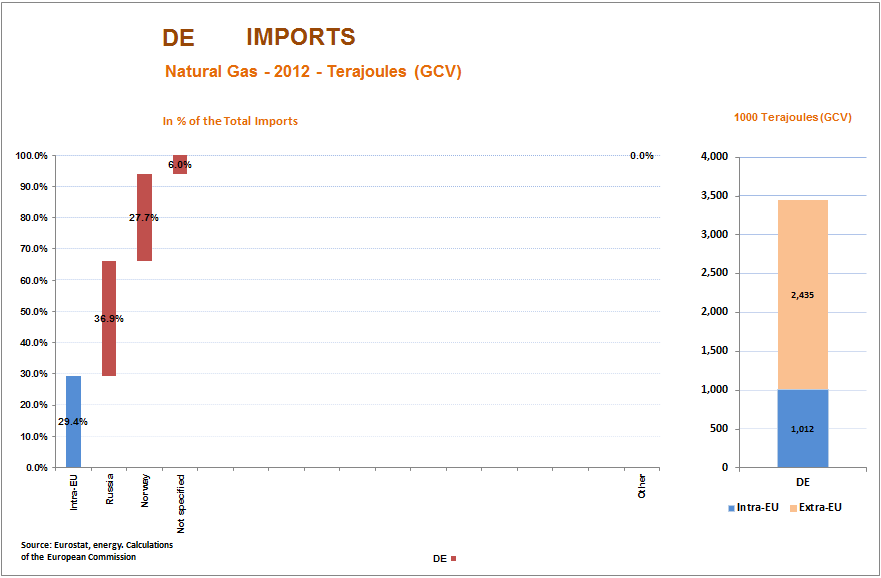 DE IMPORTS
Natural Gas - 2012 - Terajoules (GCV)
In % of the Total Imports
100.0%
90.0%
80.0%
70.0%
60.0%
50.0%
40.0%
30.0%
20.0%
10.0%
0.0%
29.4%
36.9%
27.7%
6.0%
0.0%
Intra-EU
Russia
Norway
Not specified
Other
DE
Source: Eurostat, energy. Calculations
of the European Commission
1000 Terajoules (GCV)
4,000
3,500
3,000
2,500
2,000
1,500
1,000
500
0
2,435
1,012
DE
Intra-EU Extra-EU